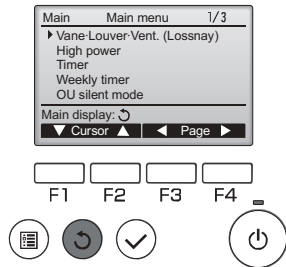 Main Main menu 1/3
Vane·Louver·Vent. (Lossnay)
High power
Timer
Weekly timer
OU silent mode
Main display:
Cursor Page
F1 F2 F3 F4